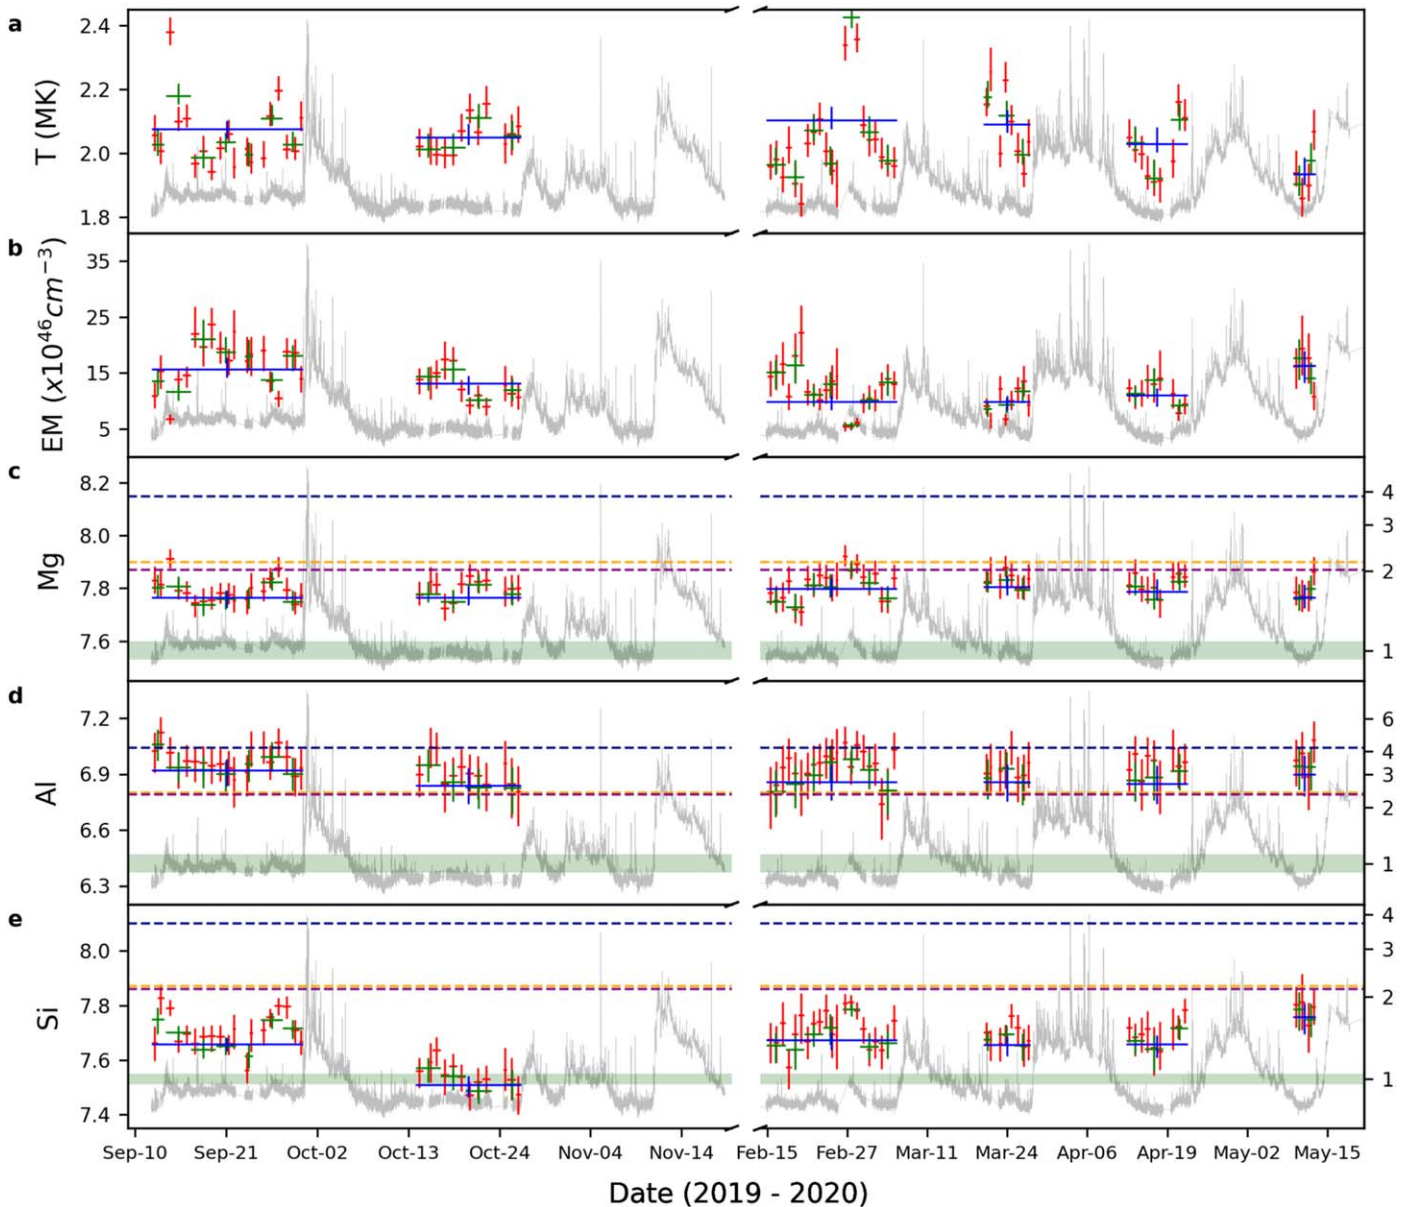 a
T (MK)
2.4
2.2
2.0
1.8
b
EM (x10^{46}cm^{-3})
35
25
15
5
c
Mg
8.2
8.0
7.8
7.6
4
3
2
1
d
Al
7.2
6.9
6.6
6.3
6
4
3
2
1
e
Si
8.0
7.8
7.6
7.4
4
3
2
1
Sep-10 Sep-21 Oct-02 Oct-13 Oct-24 Nov-04 Nov-14 Feb-15 Feb-27 Mar-11 Mar-24 Apr-06 Apr-19 May-02 May-15
Date (2019 - 2020)